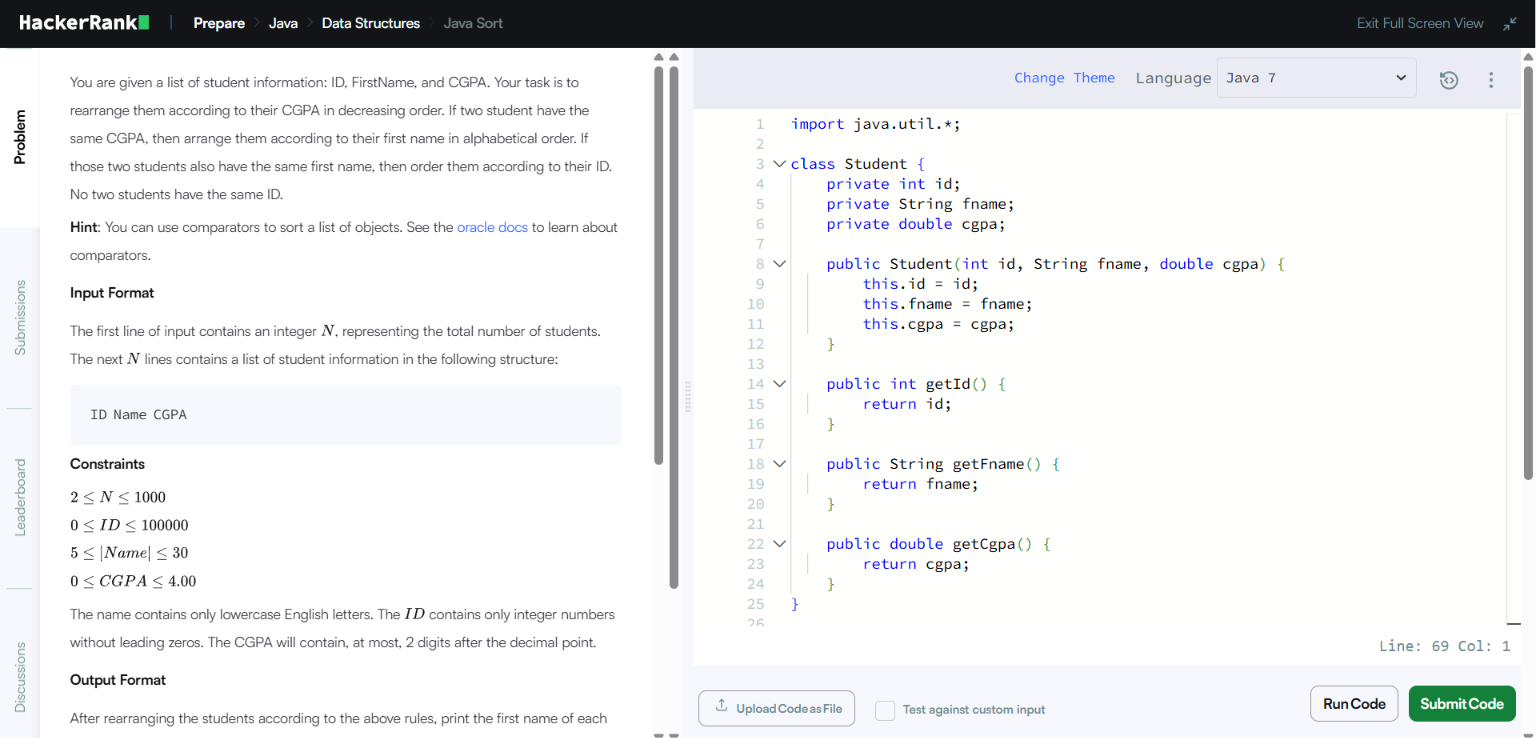 HackerRank | Prepare > Java > Data Structures > Java Sort
Exit Full Screen View
Problem
Submissions
Leaderboard
Discussions
You are given a list of student information: ID, FirstName, and CGPA. Your task is to
rearrange them according to their CGPA in decreasing order. If two student have the
same CGPA, then arrange them according to their first name in alphabetical order. If
those two students also have the same first name, then order them according to their ID.
No two students have the same ID.
Hint: You can use comparators to sort a list of objects. See the oracle docs to learn about
comparators.
Input Format
The first line of input contains an integer N, representing the total number of students.
The next N lines contains a list of student information in the following structure:
ID Name CGPA
Constraints
2 ≤ N ≤ 1000
0 ≤ ID ≤ 100000
5 ≤ |Name| ≤ 30
0 ≤ CGPA ≤ 4.00
The name contains only lowercase English letters. The ID contains only integer numbers
without leading zeros. The CGPA will contain, at most, 2 digits after the decimal point.
Output Format
After rearranging the students according to the above rules, print the first name of each
Change Theme Language Java 7
1 import java.util.*;
2
3 class Student {
4 private int id;
5 private String fname;
6 private double cgpa;
7
8 public Student(int id, String fname, double cgpa) {
9 this.id = id;
10 this.fname = fname;
11 this.cgpa = cgpa;
12 }
13
14 public int getId() {
15 return id;
16 }
17
18 public String getFname() {
19 return fname;
20 }
21
22 public double getCgpa() {
23 return cgpa;
24 }
25 }
26
Line: 69 Col: 1
Upload Code as File
Test against custom input
Run Code
Submit Code